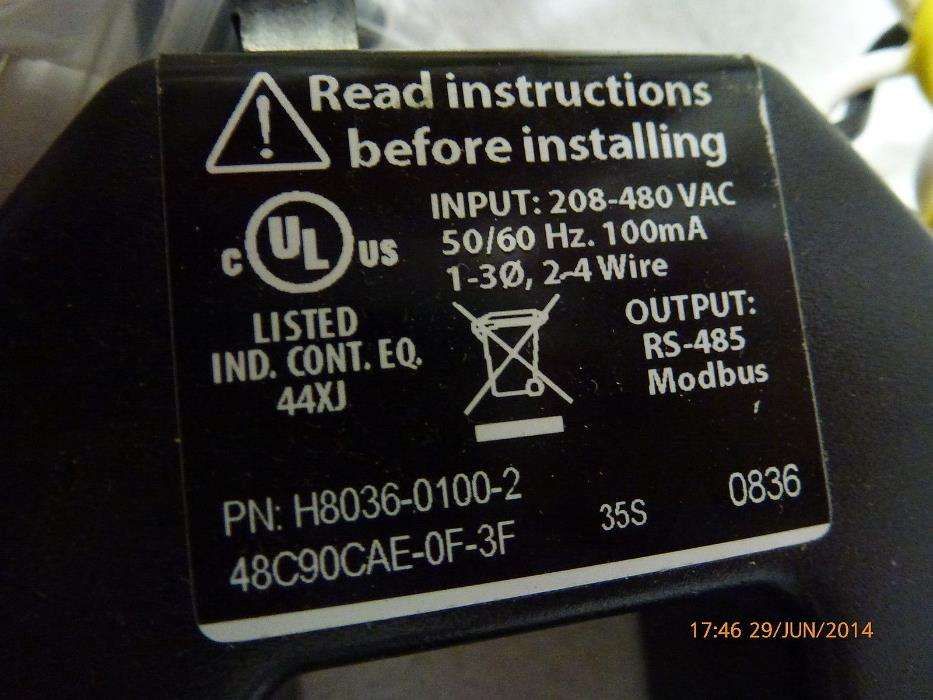 Read instructions
before installing
C UL US
LISTED
IND. CONT. EQ.
44XJ
INPUT: 208-480 VAC
50/60 Hz. 100mA
1-3Ø, 2-4 Wire
OUTPUT:
RS-485
Modbus
PN: H8036-0100-2
48C90CAE-0F-3F
35S
0836
17:46 29/JUN/2014